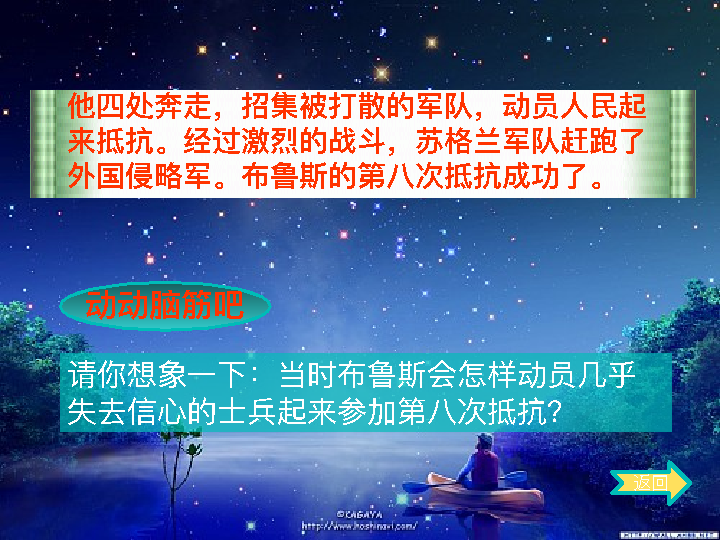 他四处奔走，招集被打散的军队，动员人民起
来抵抗。经过激烈的战斗，苏格兰军队赶跑了
外国侵略军。布鲁斯的第八次抵抗成功了。
动动脑筋吧
请你想象一下：当时布鲁斯会怎样动员几乎
失去信心的士兵起来参加第八次抵抗？
返回
©KAGAYA
http://www.hoshinavi.com/